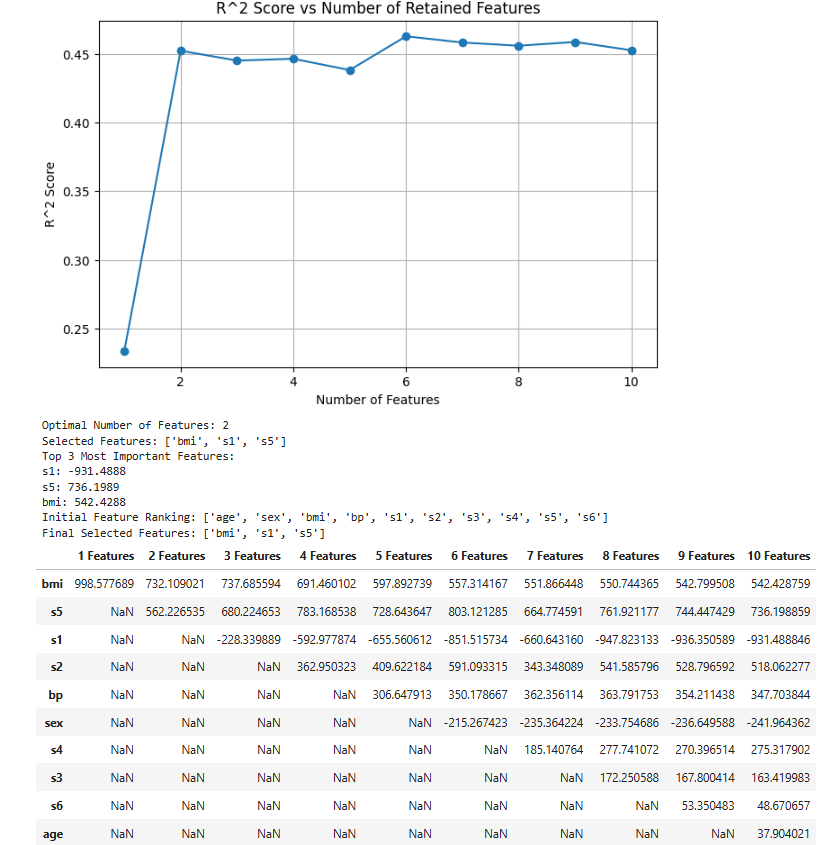 R^2 Score vs Number of Retained Features
0.45
0.40
0.35
0.30
0.25
R^2 Score
2 4 6 8 10
Number of Features
Optimal Number of Features: 2
Selected Features: ['bmi', 's1', 's5']
Top 3 Most Important Features:
s1: -931.4888
s5: 736.1989
bmi: 542.4288
Initial Feature Ranking: ['age', 'sex', 'bmi', 'bp', 's1', 's2', 's3', 's4', 's5', 's6']
Final Selected Features: ['bmi', 's1', 's5']
1 Features 2 Features 3 Features 4 Features 5 Features 6 Features 7 Features 8 Features 9 Features 10 Features
bmi 998.577689 732.109021 737.685594 691.460102 597.892739 557.314167 551.866448 550.744365 542.799508 542.428759
s5 NaN 562.226535 680.224653 783.168538 728.643647 803.121285 664.774591 761.921177 744.447429 736.198859
s1 NaN NaN -228.339889 -592.977874 -655.560612 -851.515734 -660.643160 -947.823133 -936.350589 -931.488846
s2 NaN NaN NaN 362.950323 409.622184 591.093315 343.348089 541.585796 528.796592 518.062277
bp NaN NaN NaN NaN 306.647913 350.178667 362.356114 363.791753 354.211438 347.703844
sex NaN NaN NaN NaN NaN -215.267423 -235.364224 -233.754686 -236.649588 -241.964362
s4 NaN NaN NaN NaN NaN NaN 185.140764 277.741072 270.396514 275.317902
s3 NaN NaN NaN NaN NaN NaN NaN 172.250588 167.800414 163.419983
s6 NaN NaN NaN NaN NaN NaN NaN NaN 53.350483 48.670657
age NaN NaN NaN NaN NaN NaN NaN NaN NaN 37.904021